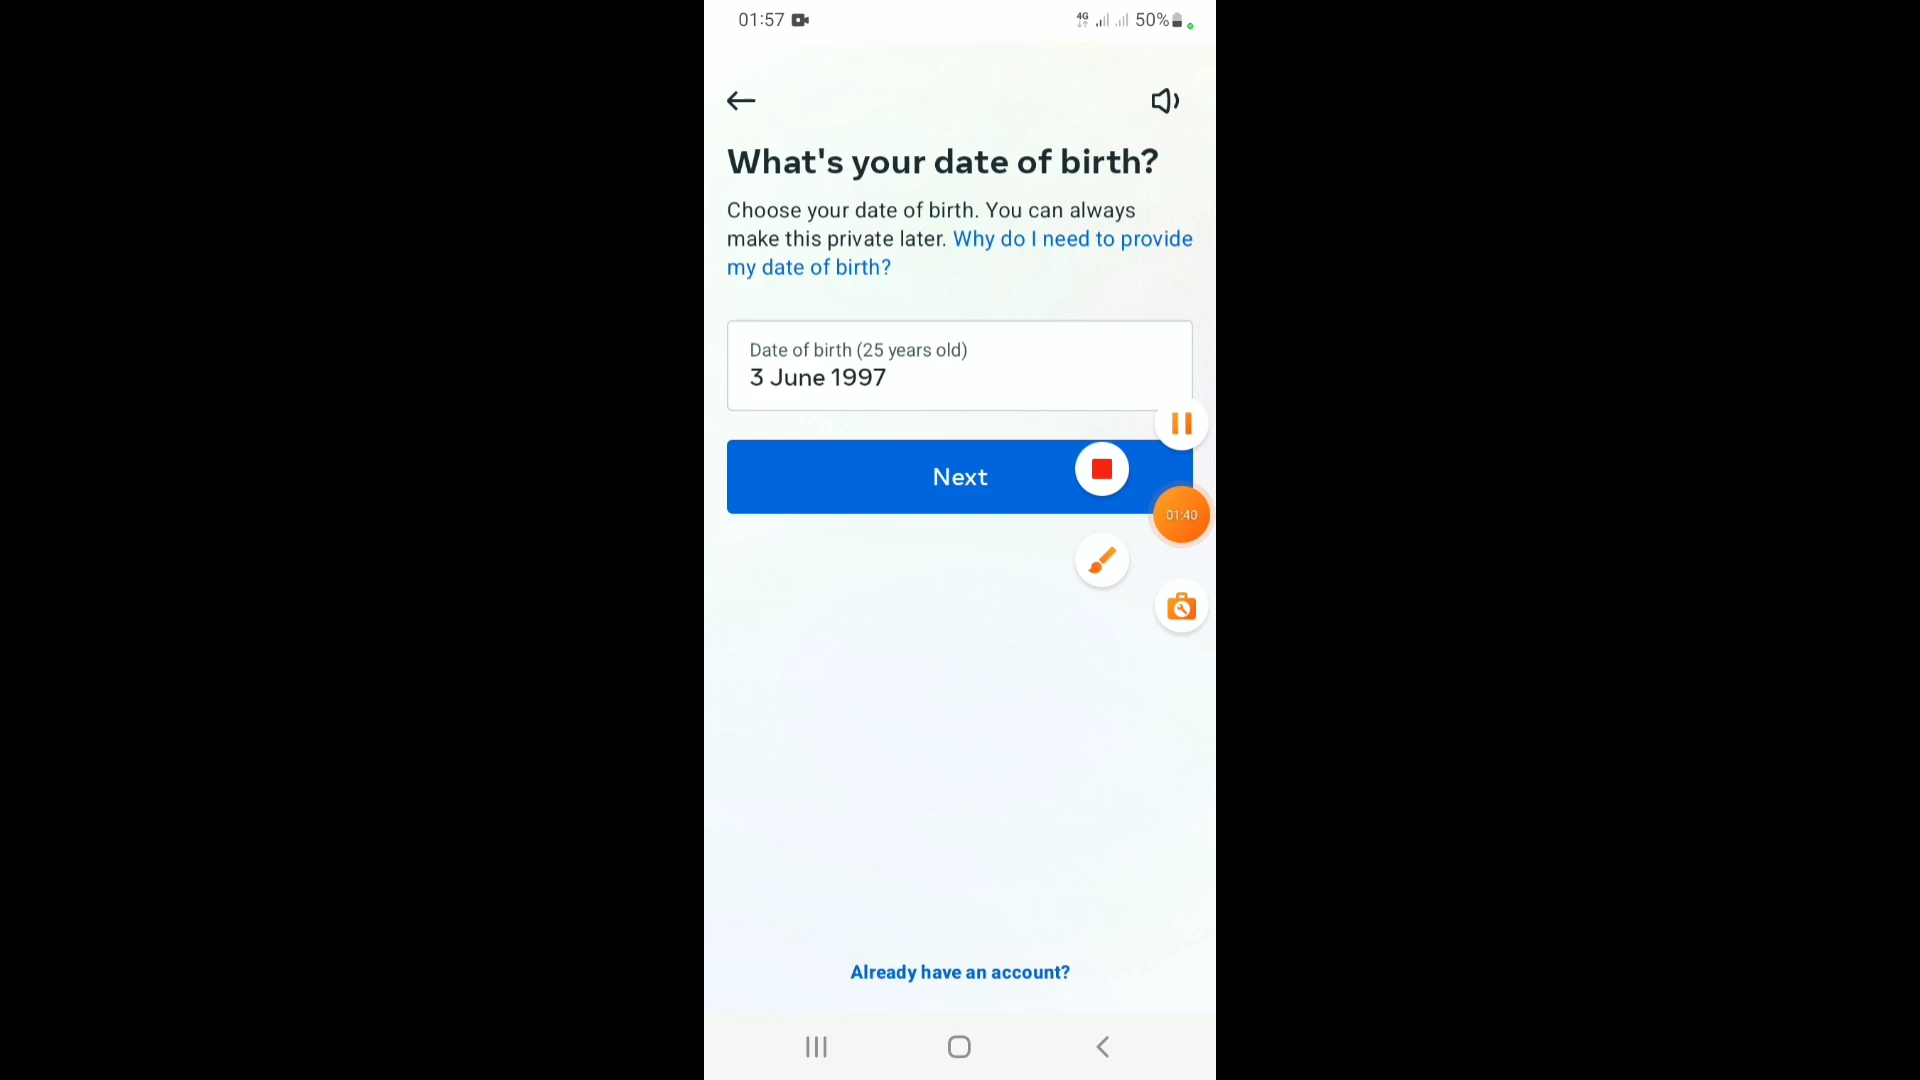 01:57
4G 50%
What's your date of birth?
Choose your date of birth. You can always
make this private later. Why do I need to provide
my date of birth?
Date of birth (25 years old)
3 June 1997
Next
01:40
Already have an account?